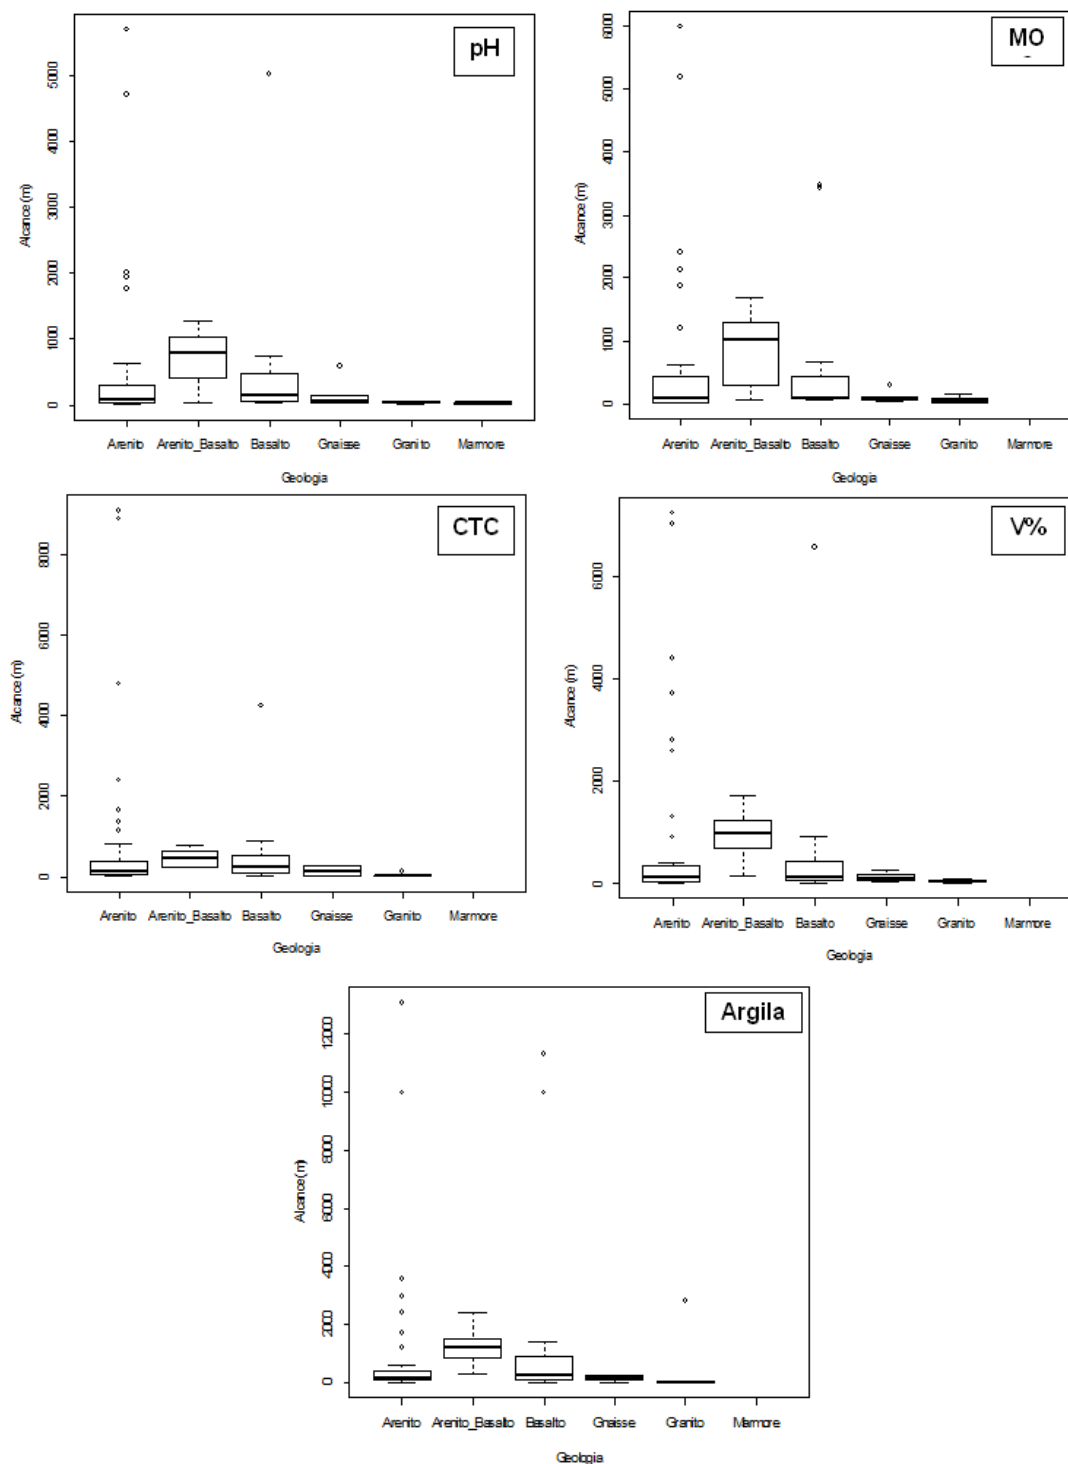 pH
5000
4000
3000
2000
1000
0
Alcance (m)
Arenito Arenito_Basalto Basalto Gnaisse Granito Marmore
Geologia
MO
6000
5000
4000
3000
2000
1000
0
Alcance (m)
Arenito Arenito_Basalto Basalto Gnaisse Granito Marmore
Geologia
CTC
8000
6000
4000
2000
0
Alcance (m)
Arenito Arenito_Basalto Basalto Gnaisse Granito Marmore
Geologia
V%
6000
4000
2000
0
Alcance (m)
Arenito Arenito_Basalto Basalto Gnaisse Granito Marmore
Geologia
Argila
12000
10000
8000
6000
4000
2000
0
Alcance (m)
Arenito Arenito_Basalto Basalto Gnaisse Granito Marmore
Geologia